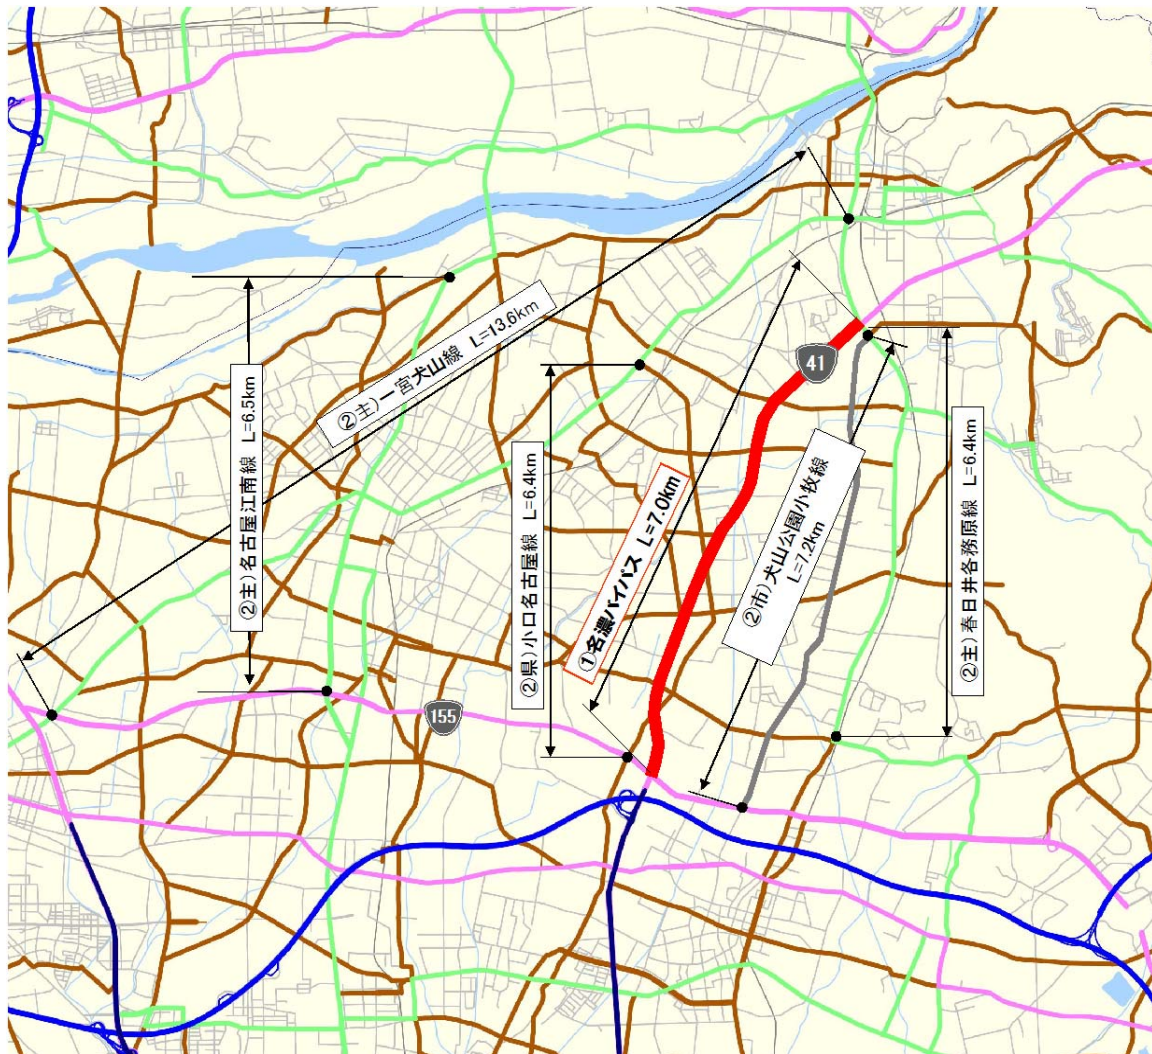 ②主)一宮犬山線 L=13.6km
②主)名古屋江南線 L=6.5km
②県)小口名古屋線 L=6.4km
①名濃バイパス L=7.0km
41
②市)犬山公園小牧線
L=7.2km
②主)春日井各務原線 L=6.4km
155